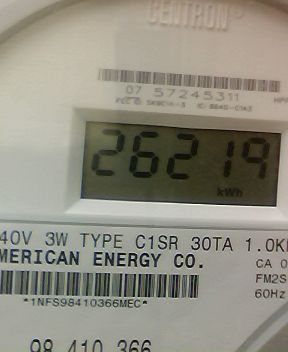 CENTRON®
07 57245311
26219
kWh
40V 3W TYPE C1SR 30TA 1.0K
MERICAN ENERGY CO.
CA 0
FM2S
*1NFS98410366MEC*
60Hz
98 410 366